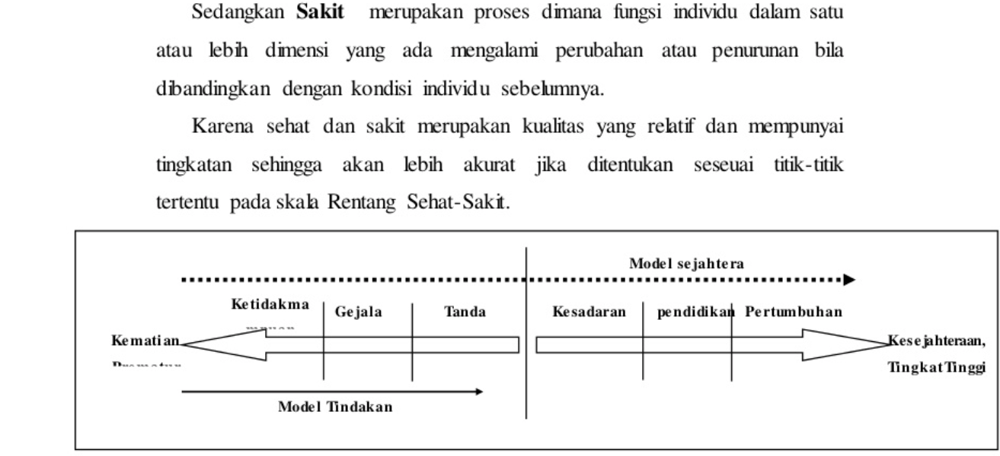 Sedangkan Sakit merupakan proses dimana fungsi individu dalam satu
atau lebih dimensi yang ada mengalami perubahan atau penurunan bila
dibandingkan dengan kondisi individu sebelumnya.
Karena sehat dan sakit merupakan kualitas yang relatif dan mempunyai
tingkatan sehingga akan lebih akurat jika ditentukan seseuai titik-titik
tertentu pada skala Rentang Sehat-Sakit.
Model sejahtera
Ketidakma
Gejala
Tanda
Kesadaran
pendidikan
Pertumbuhan
Kematian
Kesejahteraan,
Tingkat Tinggi
Model Tindakan